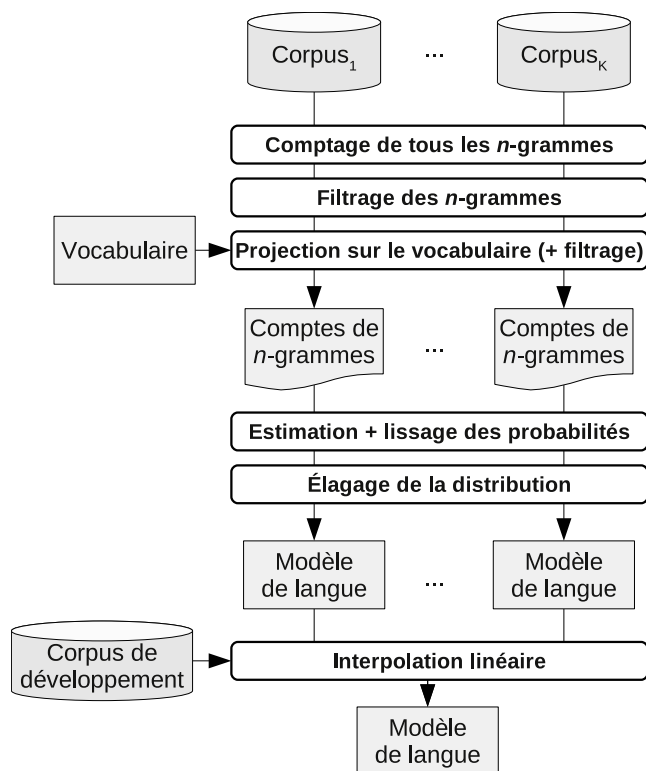 Corpus1 ... CorpusK
Comptage de tous les n-grammes
Filtrage des n-grammes
Vocabulaire
Projection sur le vocabulaire (+ filtrage)
Comptes de
n-grammes
...
Comptes de
n-grammes
Estimation + lissage des probabilités
Élagage de la distribution
Modèle
de langue
...
Modèle
de langue
Corpus de
développement
Interpolation linéaire
Modèle
de langue